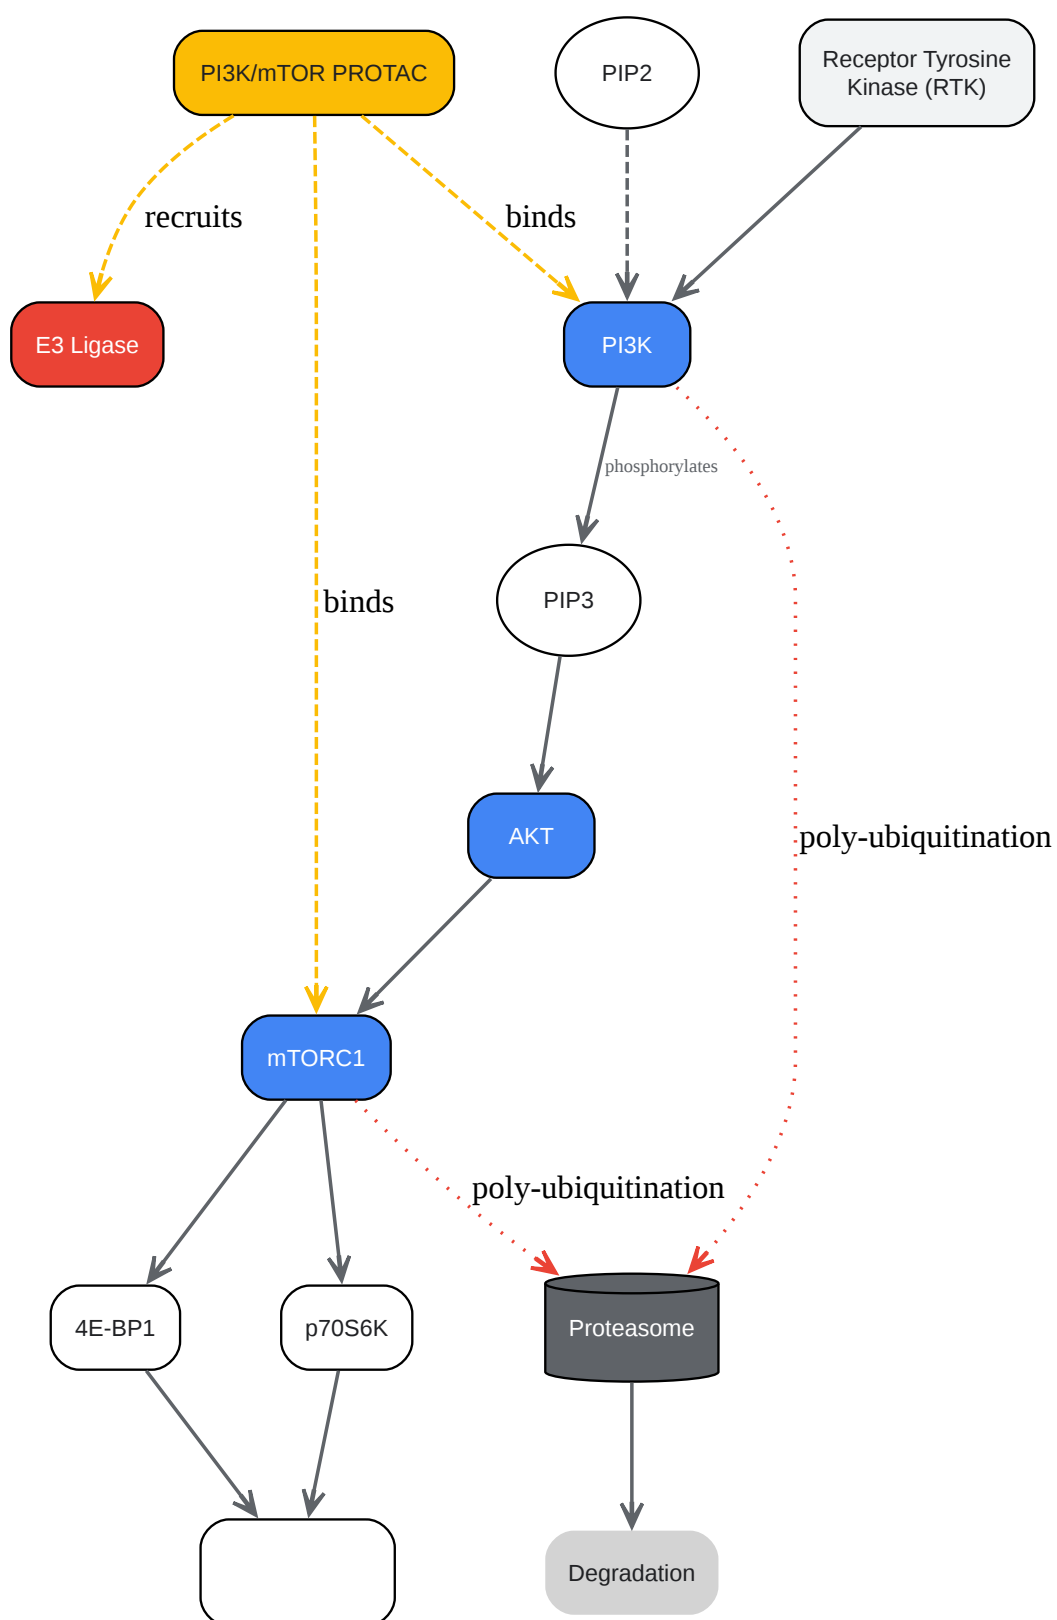 PI3K/mTOR PROTAC
PIP2
Receptor Tyrosine
Kinase (RTK)
recruits
binds
E3 Ligase
PI3K
phosphorylates
binds
PIP3
AKT
poly-ubiquitination
mTORC1
poly-ubiquitination
4E-BP1
p70S6K
Proteasome
Degradation